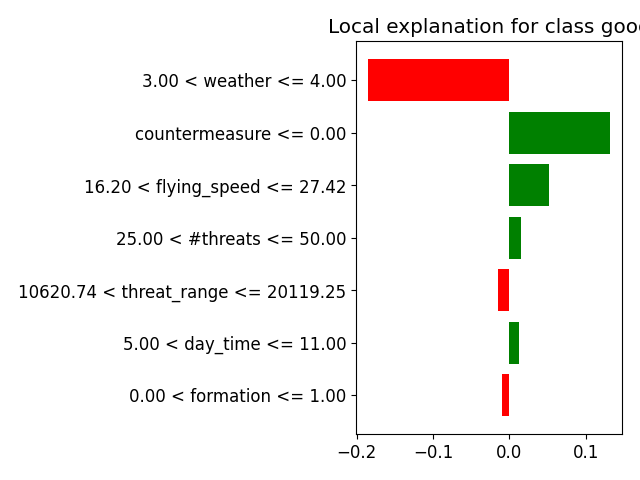 Local explanation for class goo
3.00 < weather <= 4.00
countermeasure <= 0.00
16.20 < flying_speed <= 27.42
25.00 < #threats <= 50.00
10620.74 < threat_range <= 20119.25
5.00 < day_time <= 11.00
0.00 < formation <= 1.00
−0.2 −0.1 0.0 0.1